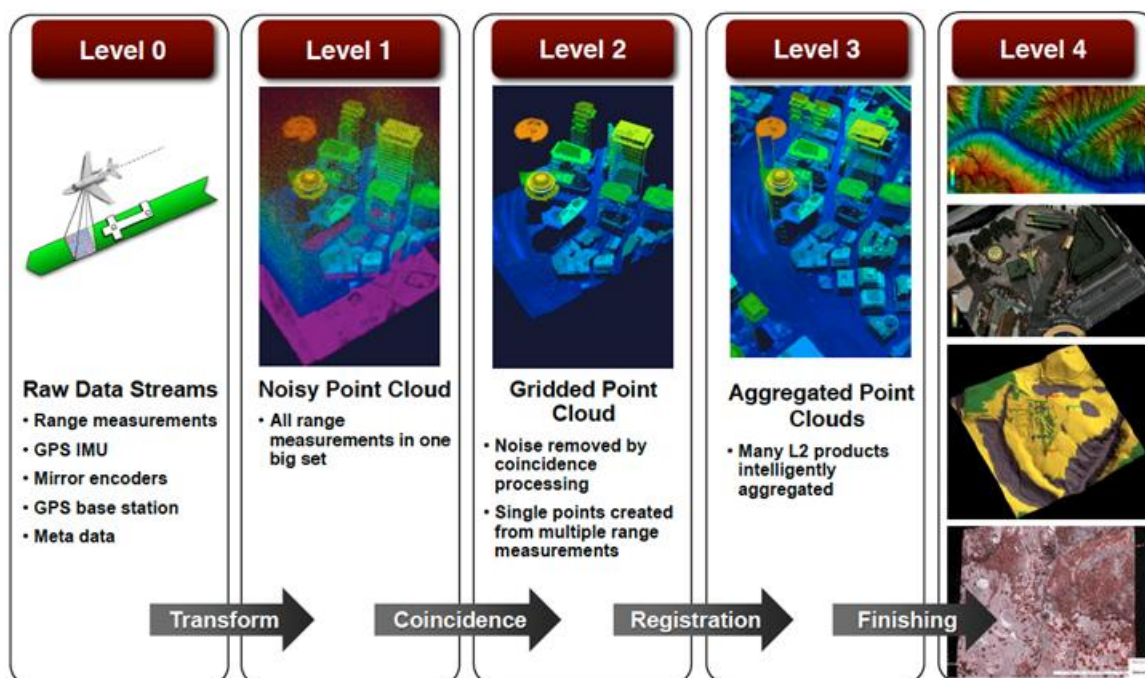 Level 0
Raw Data Streams
• Range measurements
• GPS IMU
• Mirror encoders
• GPS base station
• Meta data
Level 1
Noisy Point Cloud
• All range
measurements in one
big set
Level 2
Gridded Point
Cloud
• Noise removed by
coincidence
processing
• Single points created
from multiple range
measurements
Level 3
Aggregated Point
Clouds
• Many L2 products
intelligently
aggregated
Level 4
Transform
Coincidence
Registration
Finishing